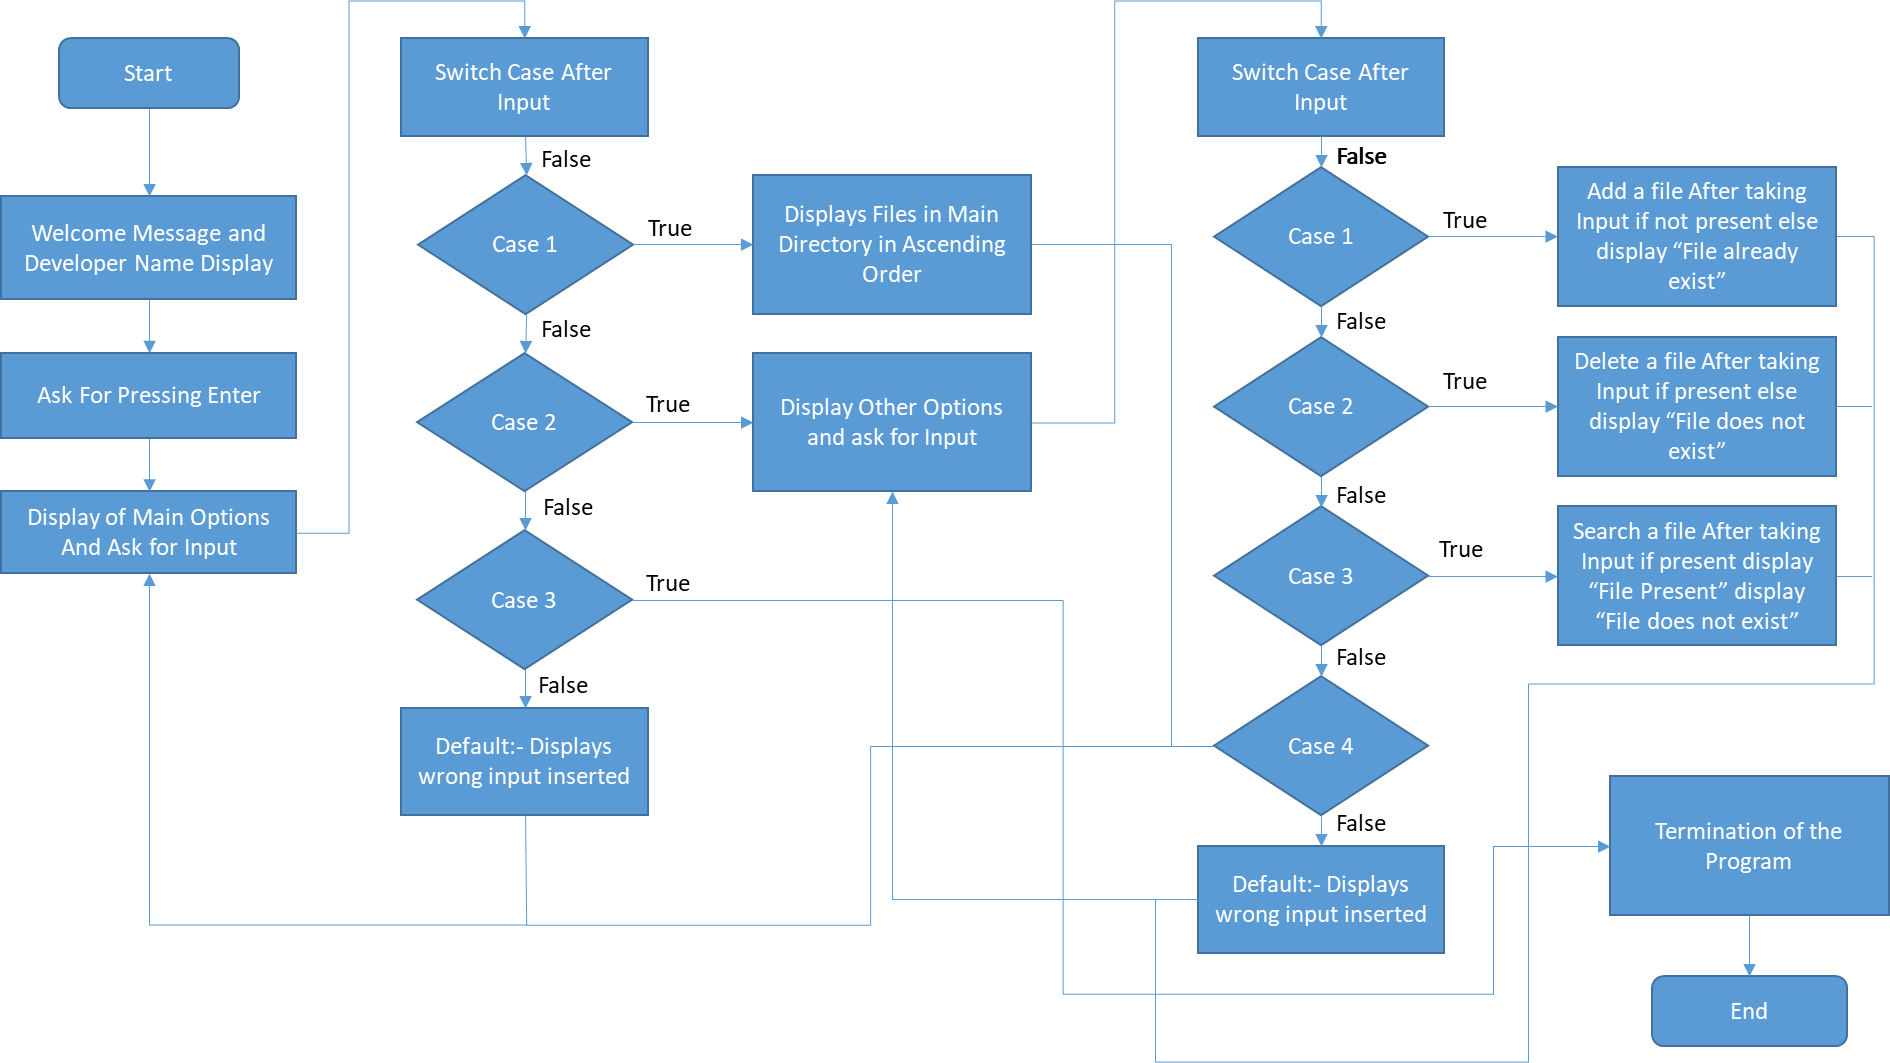 Start
Welcome Message and
Developer Name Display
Ask For Pressing Enter
Display of Main Options
And Ask for Input
Switch Case After
Input
False
Case 1
True
Displays Files in Main
Directory in Ascending
Order
False
Case 2
True
Display Other Options
and ask for Input
False
Case 3
True
False
Default:- Displays
wrong input inserted
Switch Case After
Input
False
Case 1
True
Add a file After taking
Input if not present else
display “File already
exist”
False
Case 2
True
Delete a file After taking
Input if present else
display “File does not
exist”
False
Case 3
True
Search a file After taking
Input if present display
“File Present” display
“File does not exist”
False
Case 4
False
Default:- Displays
wrong input inserted
Termination of the
Program
End